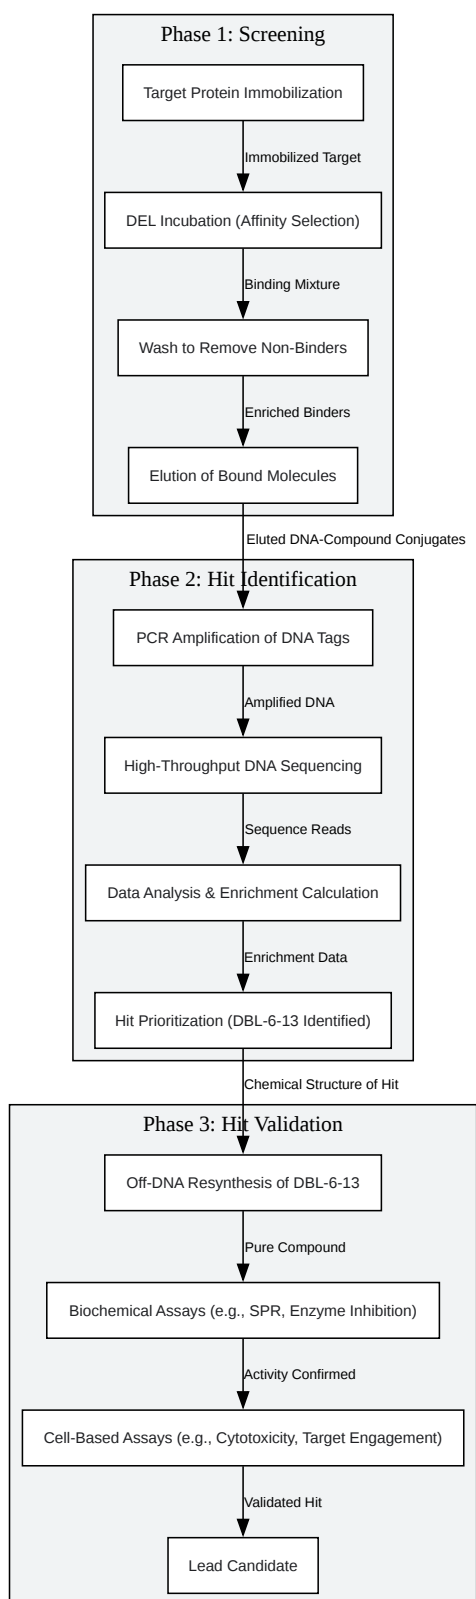 Phase 1: Screening
Target Protein Immobilization
Immobilized Target
DEL Incubation (Affinity Selection)
Binding Mixture
Wash to Remove Non-Binders
Enriched Binders
Elution of Bound Molecules
Eluted DNA-Compound Conjugates
Phase 2: Hit Identification
PCR Amplification of DNA Tags
Amplified DNA
High-Throughput DNA Sequencing
Sequence Reads
Data Analysis & Enrichment Calculation
Enrichment Data
Hit Prioritization (DBL-6-13 Identified)
Chemical Structure of Hit
Phase 3: Hit Validation
Off-DNA Resynthesis of DBL-6-13
Pure Compound
Biochemical Assays (e.g., SPR, Enzyme Inhibition)
Activity Confirmed
Cell-Based Assays (e.g., Cytotoxicity, Target Engagement)
Validated Hit
Lead Candidate